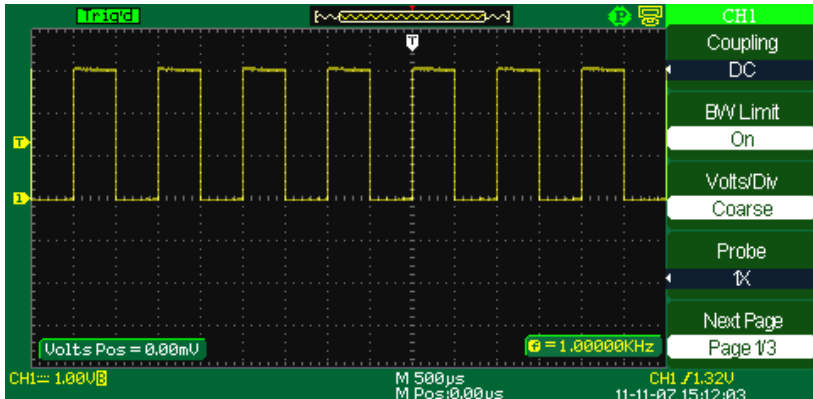 Trig'd
CH1
Coupling
DC
BW Limit
On
Volts/Div
Coarse
Probe
1X
Next Page
Page 1/3
T
T
1
P
Volts Pos = 0.00mV
f = 1.00000KHz
CH1 1.00V B
M 500µs
CH1 /1.32V
M Pos:0.00µs
11-11-07 15:12:03